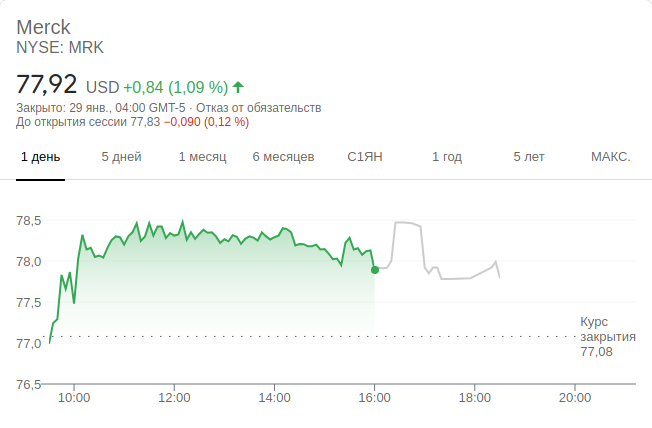 Merck
NYSE: MRK
77,92 USD +0,84 (1,09 %)
Закрыто: 29 янв., 04:00 GMT-5 · Отказ от обязательств
До открытия сессии 77,83 −0,090 (0,12 %)
1 день 5 дней 1 месяц 6 месяцев С1ЯН 1 год 5 лет МАКС.
78,5
78,0
77,5
77,0
76,5
Курс
закрытия
77,08
10:00 12:00 14:00 16:00 18:00 20:00